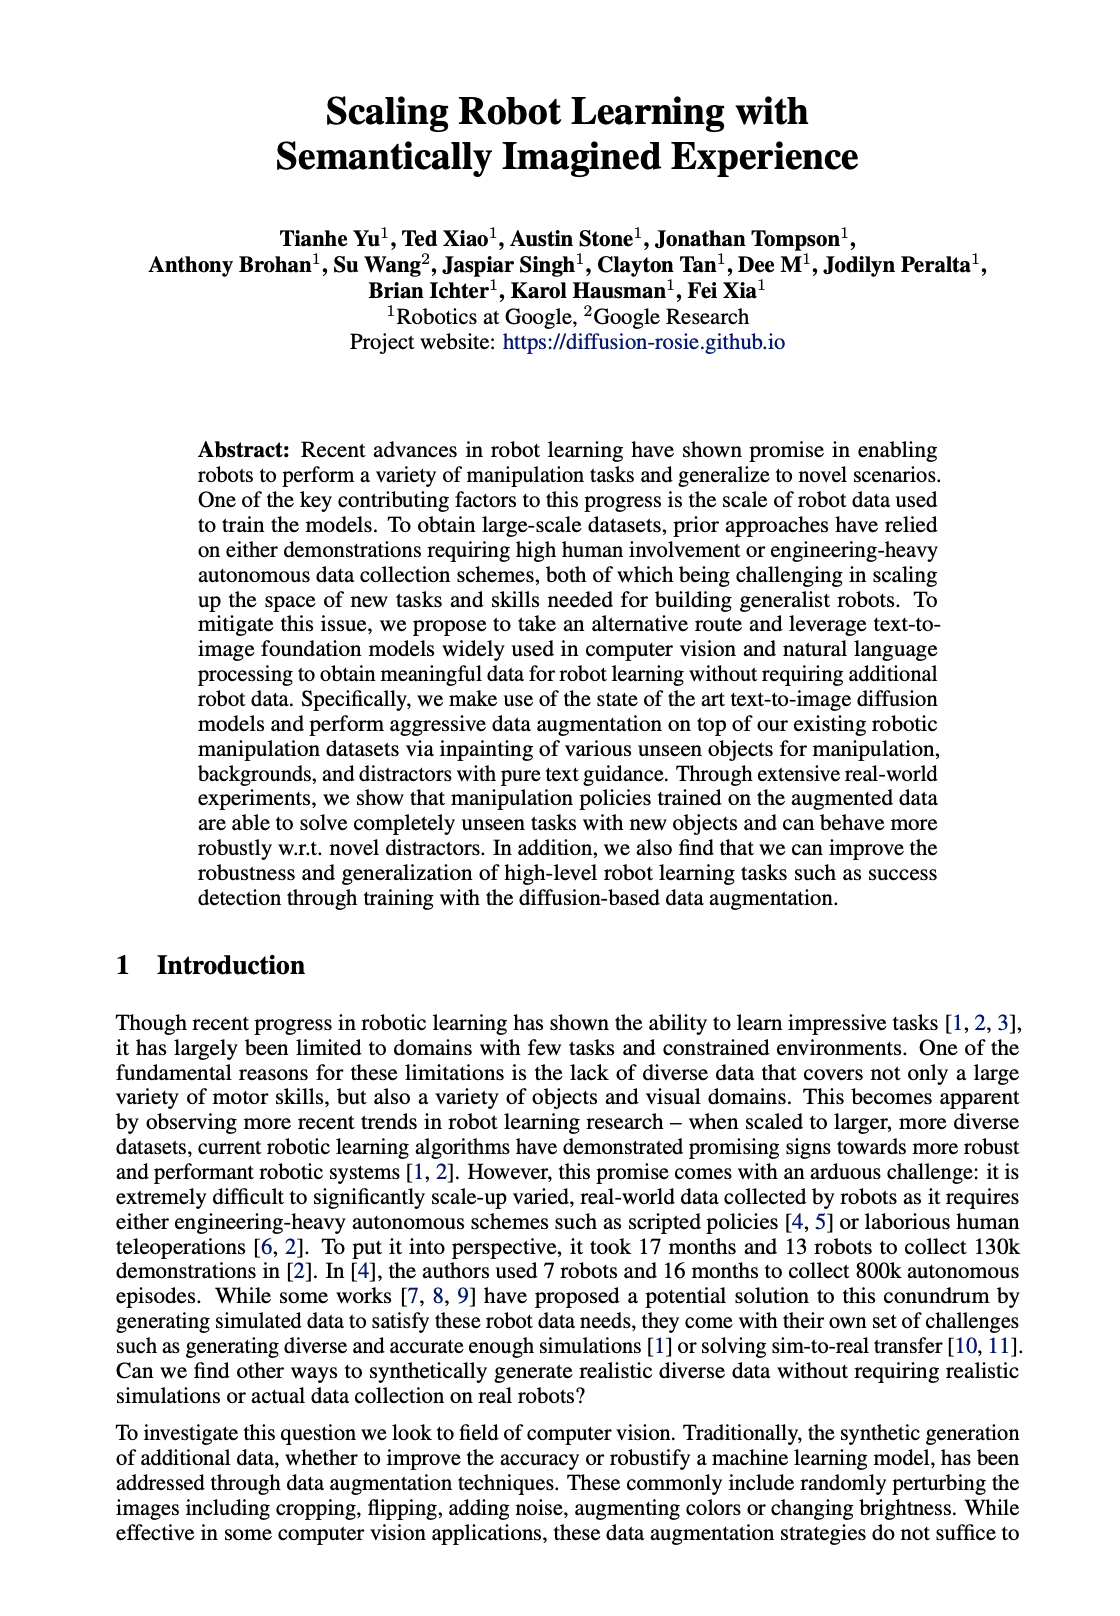 Scaling Robot Learning with
Semantically Imagined Experience
Tianhe Yu¹, Ted Xiao¹, Austin Stone¹, Jonathan Tompson¹,
Anthony Brohan¹, Su Wang², Jaspiar Singh¹, Clayton Tan¹, Dee M¹, Jodilyn Peralta¹,
Brian Ichter¹, Karol Hausman¹, Fei Xia¹
¹Robotics at Google, ²Google Research
Project website: https://diffusion-rosie.github.io
Abstract: Recent advances in robot learning have shown promise in enabling
robots to perform a variety of manipulation tasks and generalize to novel scenarios.
One of the key contributing factors to this progress is the scale of robot data used
to train the models. To obtain large-scale datasets, prior approaches have relied
on either demonstrations requiring high human involvement or engineering-heavy
autonomous data collection schemes, both of which being challenging in scaling
up the space of new tasks and skills needed for building generalist robots. To
mitigate this issue, we propose to take an alternative route and leverage text-to-
image foundation models widely used in computer vision and natural language
processing to obtain meaningful data for robot learning without requiring additional
robot data. Specifically, we make use of the state of the art text-to-image diffusion
models and perform aggressive data augmentation on top of our existing robotic
manipulation datasets via inpainting of various unseen objects for manipulation,
backgrounds, and distractors with pure text guidance. Through extensive real-world
experiments, we show that manipulation policies trained on the augmented data
are able to solve completely unseen tasks with new objects and can behave more
robustly w.r.t. novel distractors. In addition, we also find that we can improve the
robustness and generalization of high-level robot learning tasks such as success
detection through training with the diffusion-based data augmentation.
1 Introduction
Though recent progress in robotic learning has shown the ability to learn impressive tasks [1, 2, 3],
it has largely been limited to domains with few tasks and constrained environments. One of the
fundamental reasons for these limitations is the lack of diverse data that covers not only a large
variety of motor skills, but also a variety of objects and visual domains. This becomes apparent
by observing more recent trends in robot learning research – when scaled to larger, more diverse
datasets, current robotic learning algorithms have demonstrated promising signs towards more robust
and performant robotic systems [1, 2]. However, this promise comes with an arduous challenge: it is
extremely difficult to significantly scale-up varied, real-world data collected by robots as it requires
either engineering-heavy autonomous schemes such as scripted policies [4, 5] or laborious human
teleoperations [6, 2]. To put it into perspective, it took 17 months and 13 robots to collect 130k
demonstrations in [2]. In [4], the authors used 7 robots and 16 months to collect 800k autonomous
episodes. While some works [7, 8, 9] have proposed a potential solution to this conundrum by
generating simulated data to satisfy these robot data needs, they come with their own set of challenges
such as generating diverse and accurate enough simulations [1] or solving sim-to-real transfer [10, 11].
Can we find other ways to synthetically generate realistic diverse data without requiring realistic
simulations or actual data collection on real robots?
To investigate this question we look to field of computer vision. Traditionally, the synthetic generation
of additional data, whether to improve the accuracy or robustify a machine learning model, has been
addressed through data augmentation techniques. These commonly include randomly perturbing the
images including cropping, flipping, adding noise, augmenting colors or changing brightness. While
effective in some computer vision applications, these data augmentation strategies do not suffice to